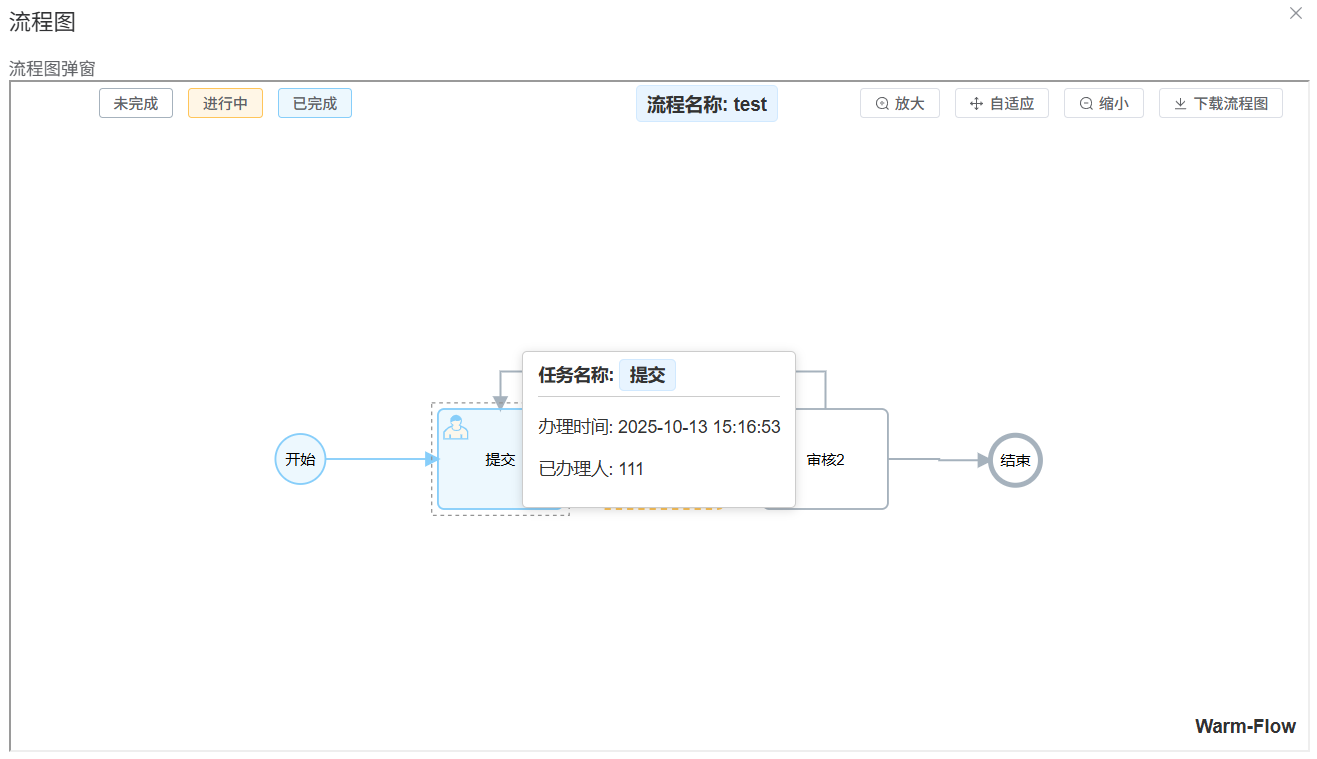 流程图
流程图弹窗
未完成 进行中 已完成 流程名称: test 放大 自适应 缩小 下载流程图
任务名称: 提交
办理时间: 2025-10-13 15:16:53
已办理人: 111
开始 提交 审核2 结束
Warm-Flow